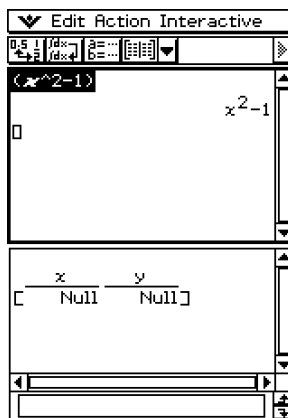 Edit Action Interactive
(x^2-1)
x²-1
x y
[ Null Null]